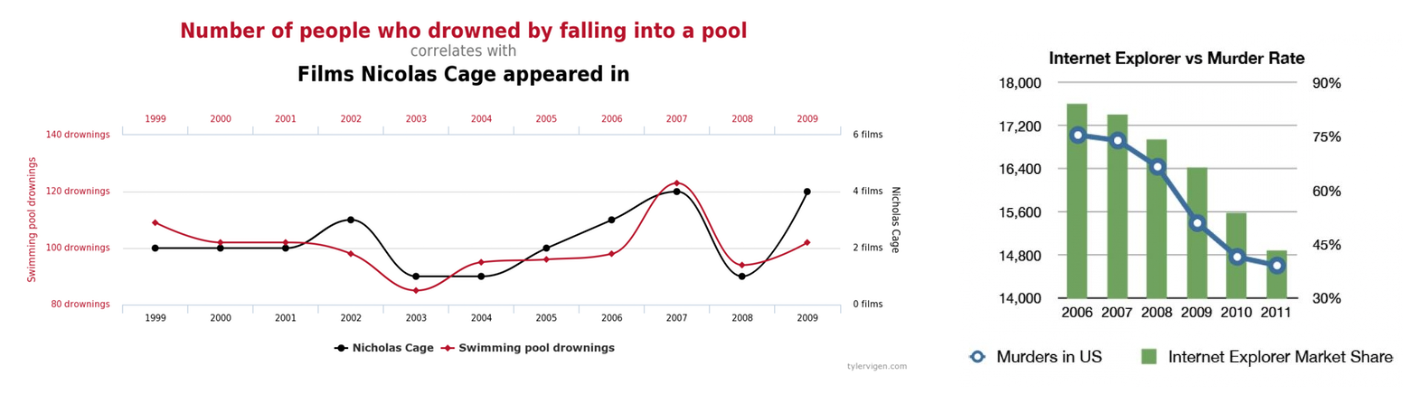 Number of people who drowned by falling into a pool
correlates with
Films Nicolas Cage appeared in
1999 2000 2001 2002 2003 2004 2005 2006 2007 2008 2009
140 drownings 6 films
120 drownings 4 films
100 drownings 2 films
80 drownings 0 films
Swimming pool drownings
Nicholas Cage
1999 2000 2001 2002 2003 2004 2005 2006 2007 2008 2009
Nicholas Cage Swimming pool drownings
tylervigen.com
Internet Explorer vs Murder Rate
18,000 90%
17,200 75%
16,400 60%
15,600 45%
14,800
14,000 30%
2006 2007 2008 2009 2010 2011
Murders in US Internet Explorer Market Share